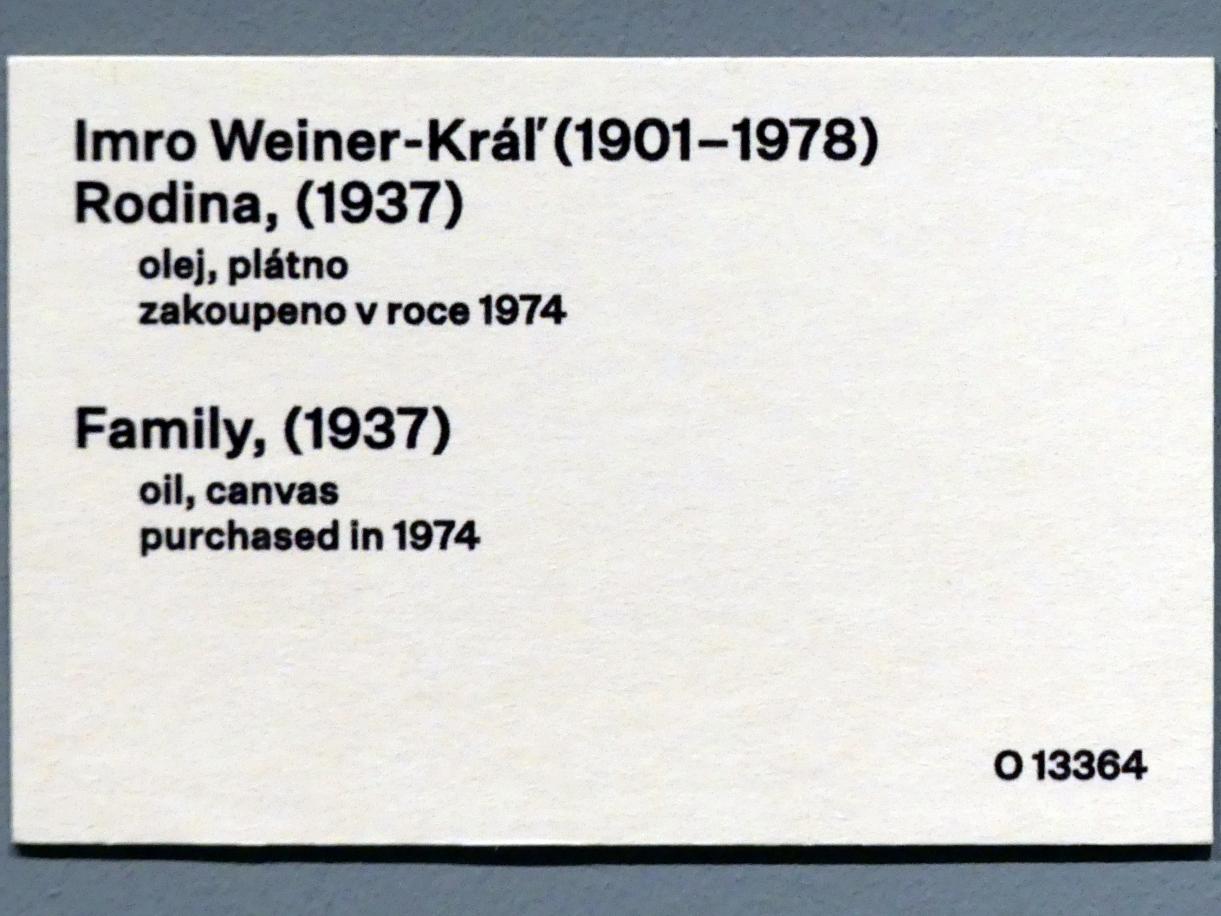 Imro Weiner-Kráľ (1901–1978)
Rodina, (1937)
olej, plátno
zakoupeno v roce 1974
Family, (1937)
oil, canvas
purchased in 1974
O 13364